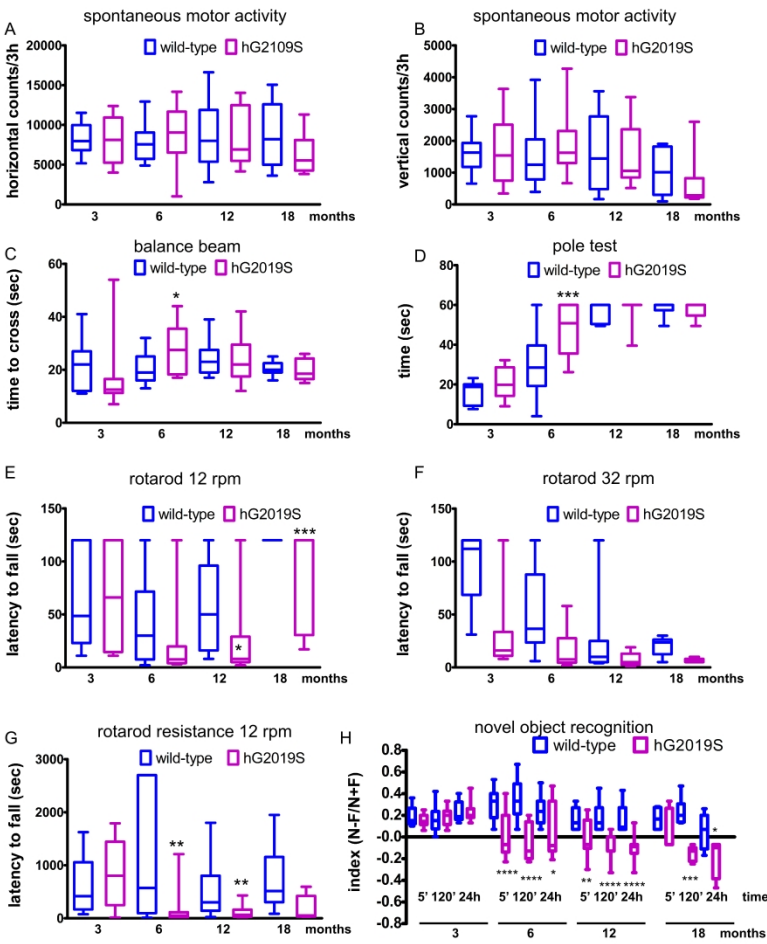 A
spontaneous motor activity
wild-type hG2109S
horizontal counts/3h
20000
15000
10000
5000
0
3 6 12 18 months
B
spontaneous motor activity
wild-type hG2019S
vertical counts/3h
5000
4000
3000
2000
1000
0
3 6 12 18 months
C
balance beam
wild-type hG2019S
time to cross (sec)
60
40
20
0
*
3 6 12 18 months
D
pole test
wild-type hG2019S
time (sec)
80
60
40
20
0
***
3 6 12 18 months
E
rotarod 12 rpm
wild-type hG2019S
latency to fall (sec)
150
100
50
0
*
***
3 6 12 18 months
F
rotarod 32 rpm
wild-type hG2019S
latency to fall (sec)
150
100
50
0
3 6 12 18 months
G
rotarod resistance 12 rpm
wild-type hG2019S
latency to fall (sec)
3000
2000
1000
0
**
**
3 6 12 18 months
H
novel object recognition
wild-type hG2019S
index (N-F/N+F)
0.8
0.6
0.4
0.2
-0.0
-0.2
-0.4
-0.6
-0.8
**** **** * ** **** **** *** *
5' 120' 24h 5' 120' 24h 5' 120' 24h 5' 120' 24h time
3 6 12 18 months